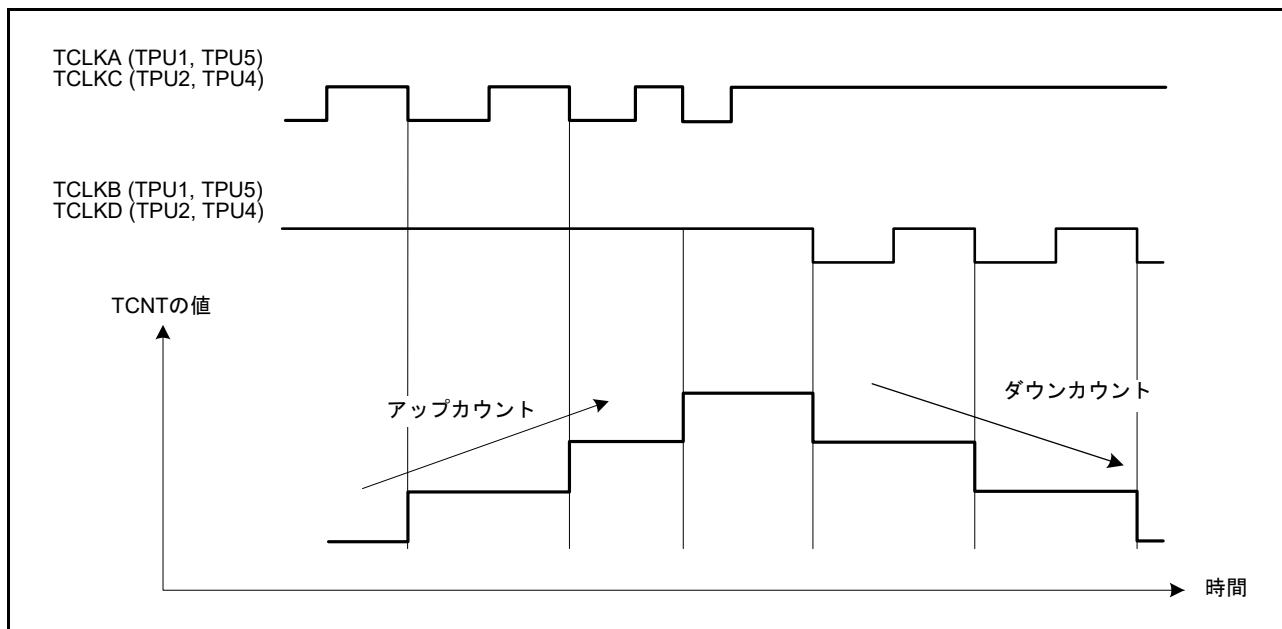 TCLKA (TPU1, TPU5)
TCLKC (TPU2, TPU4)
TCLKB (TPU1, TPU5)
TCLKD (TPU2, TPU4)
TCNTの値
アップカウント
ダウンカウント
時間